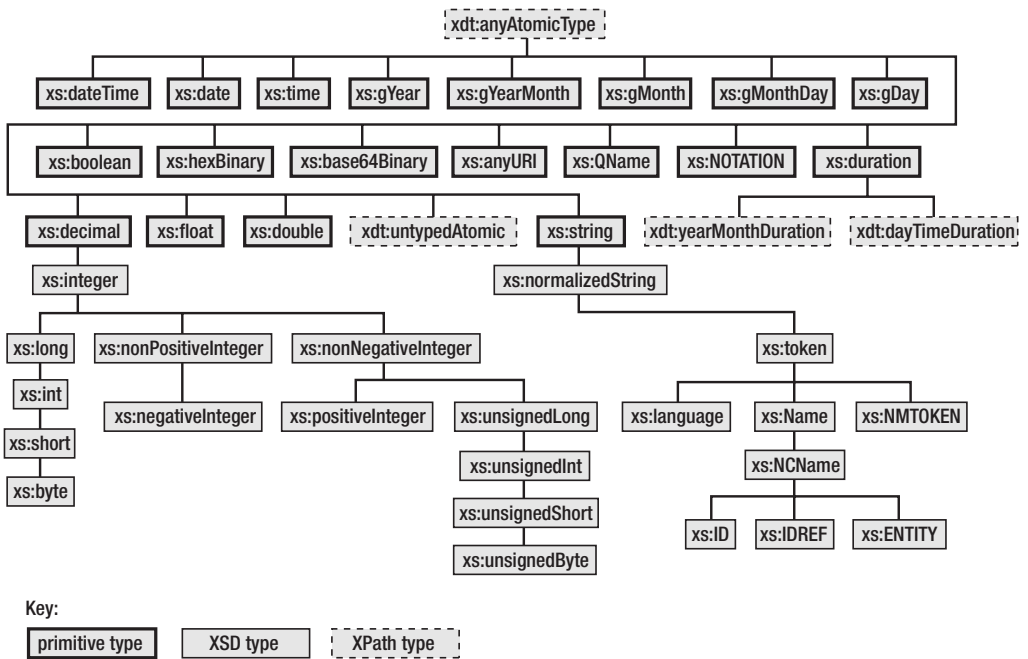 xdt:anyAtomicType
xs:dateTime xs:date xs:time xs:gYear xs:gYearMonth xs:gMonth xs:gMonthDay xs:gDay
xs:boolean xs:hexBinary xs:base64Binary xs:anyURI xs:QName xs:NOTATION xs:duration
xs:decimal xs:float xs:double xdt:untypedAtomic xs:string xdt:yearMonthDuration xdt:dayTimeDuration
xs:integer xs:normalizedString
xs:long xs:nonPositiveInteger xs:nonNegativeInteger xs:token
xs:int xs:negativeInteger xs:positiveInteger xs:unsignedLong xs:language xs:Name xs:NMTOKEN
xs:short xs:unsignedInt xs:NCName
xs:byte xs:unsignedShort xs:ID xs:IDREF xs:ENTITY
xs:unsignedByte
Key:
primitive type XSD type XPath type